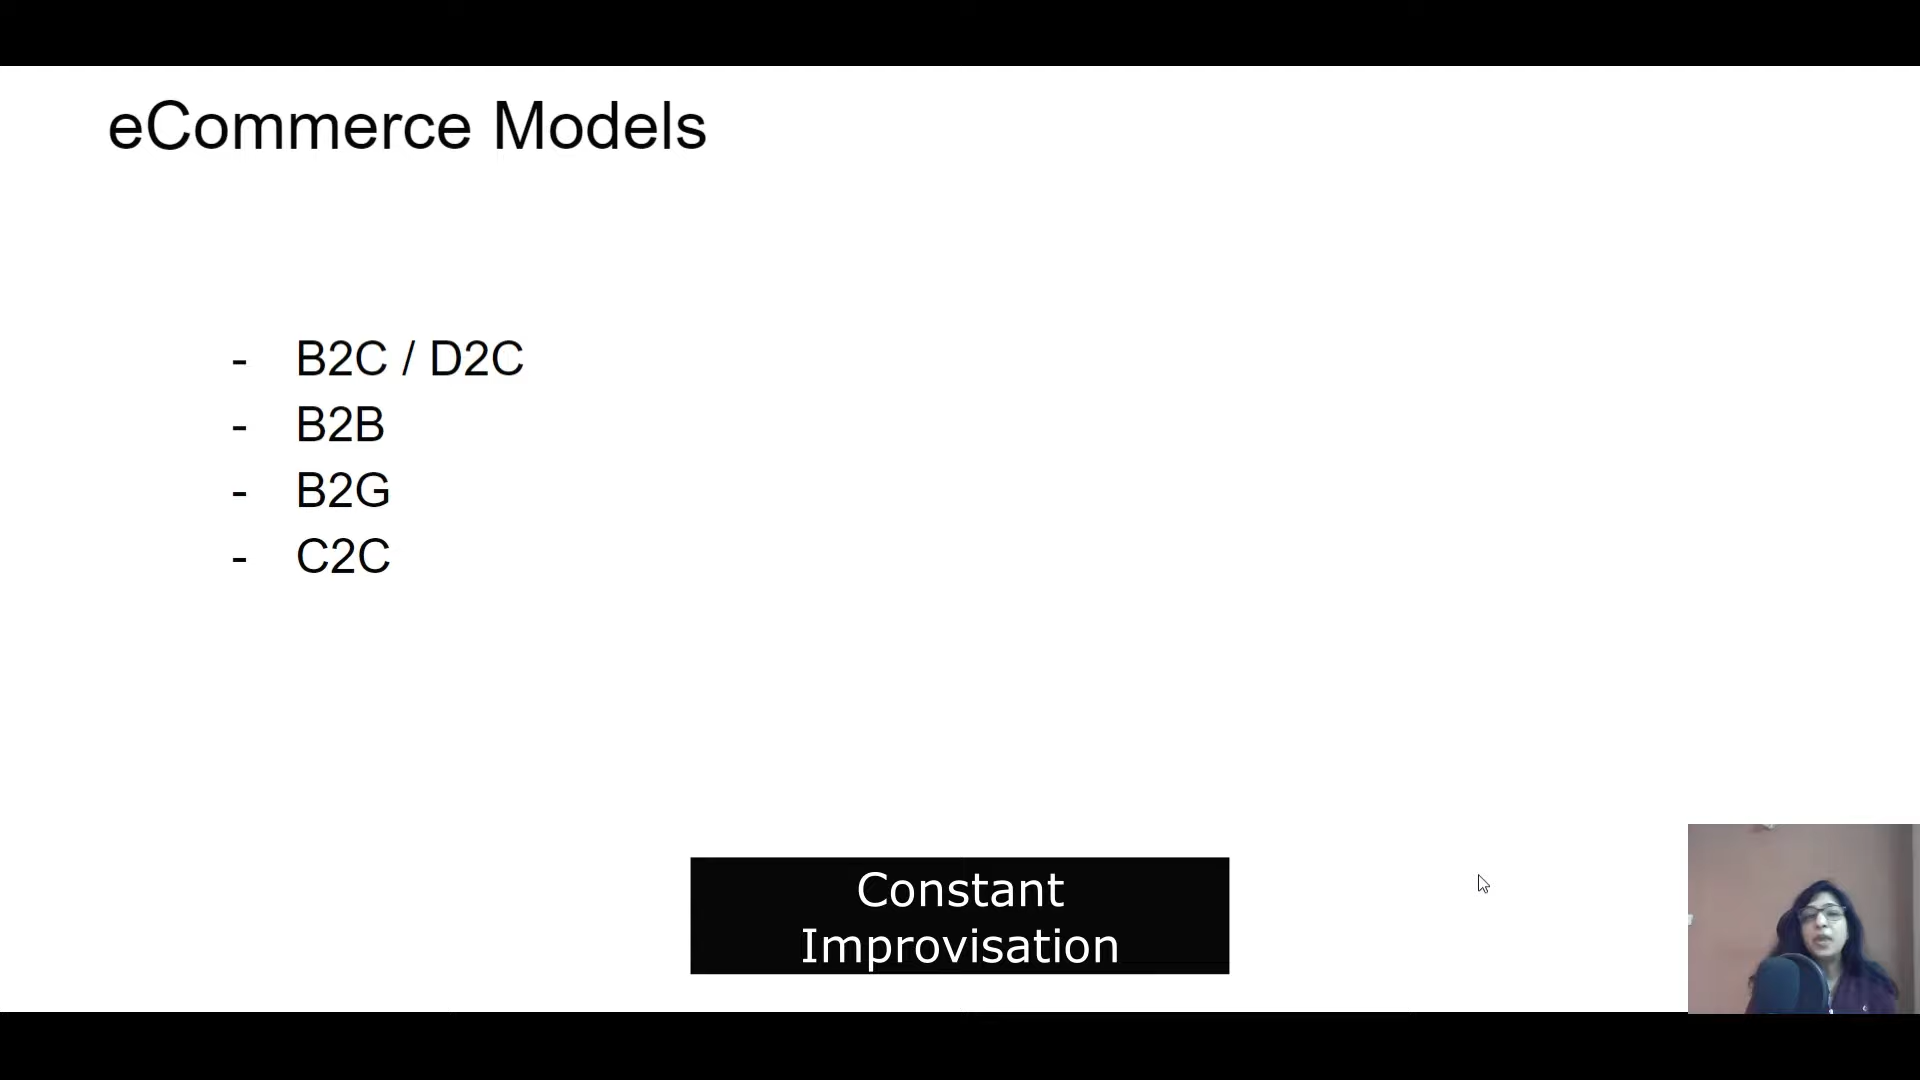 eCommerce Models
- B2C / D2C
- B2B
- B2G
- C2C
Constant
Improvisation